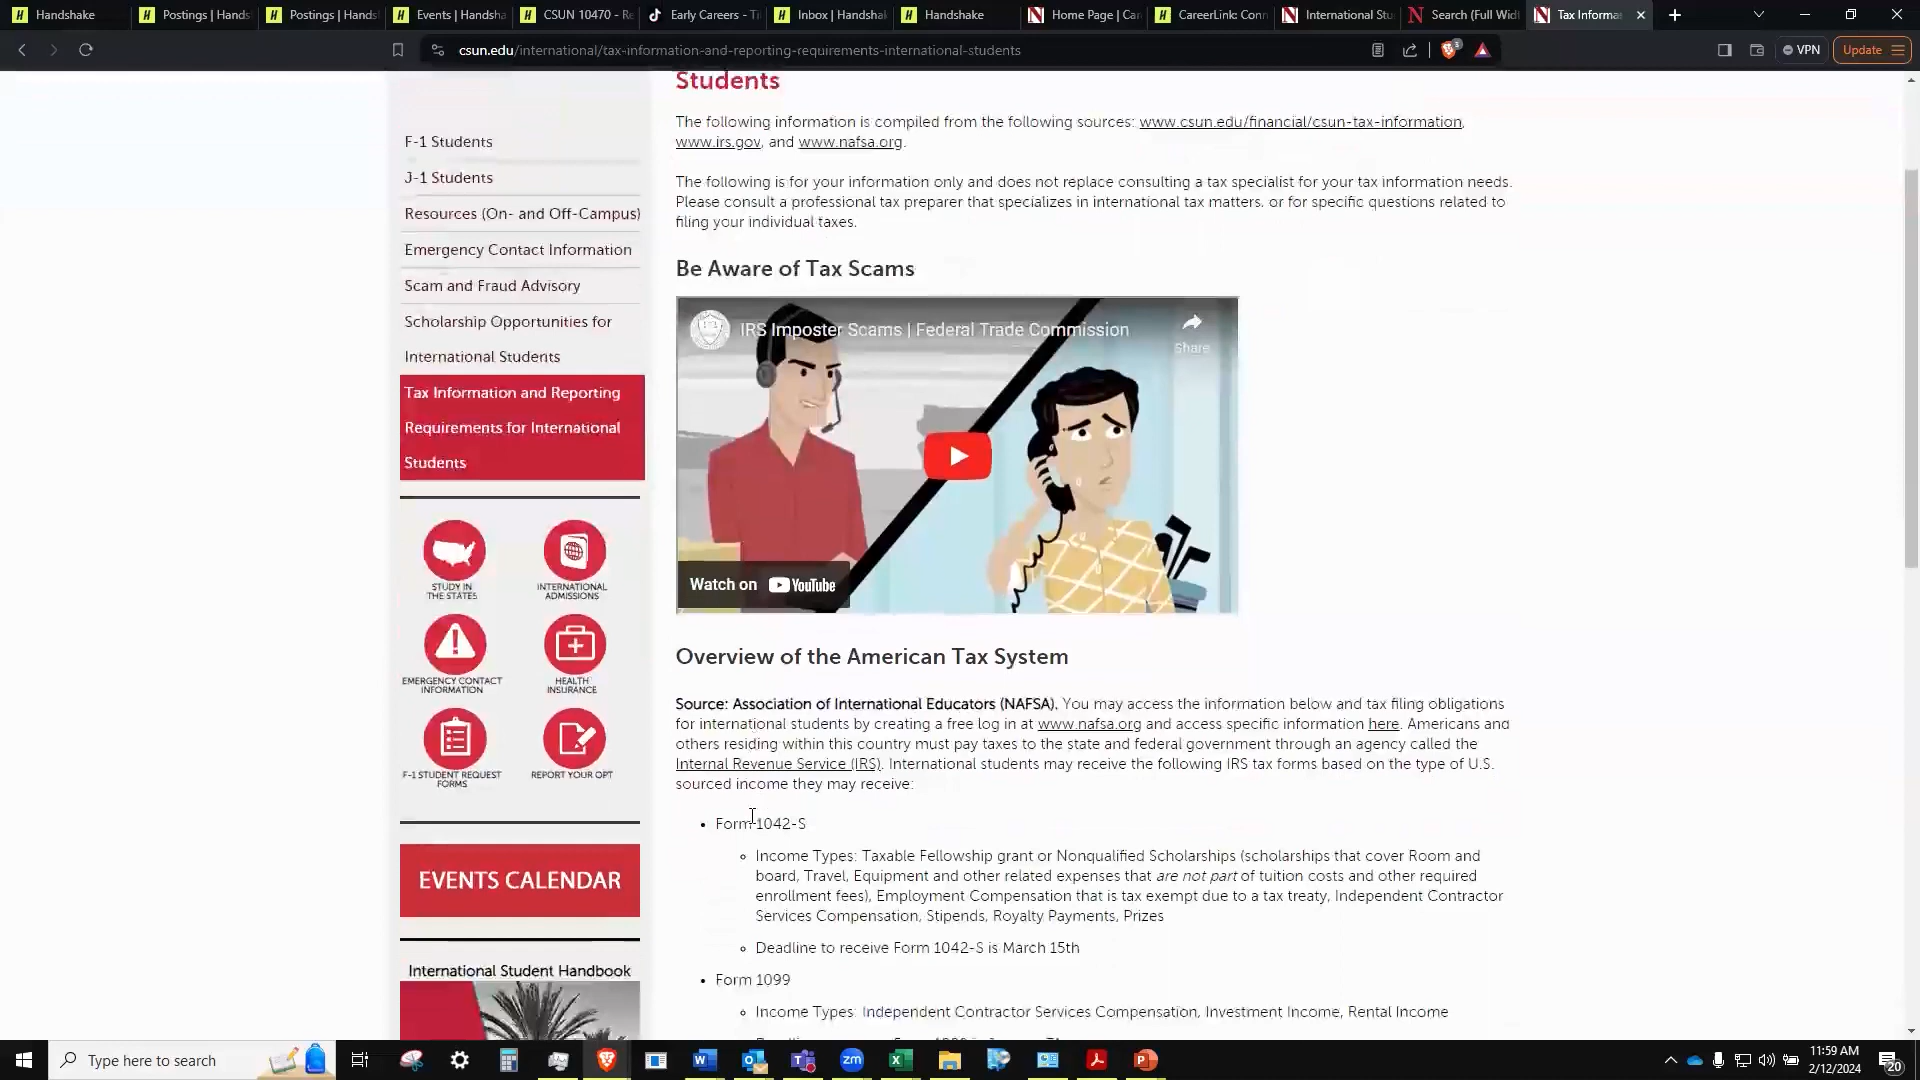 Handshake
Postings | Hands
Postings | Hands
Events | Handsha
CSUN 10470 - Re
Early Careers - Ti
Inbox | Handshak
Handshake
Home Page | Car
CareerLink: Conn
International Stu
Search (Full Widt
Tax Informa
csun.edu/international/tax-information-and-reporting-requirements-international-students
VPN
Update
Students
The following information is compiled from the following sources: www.csun.edu/financial/csun-tax-information,
www.irs.gov, and www.nafsa.org.
The following is for your information only and does not replace consulting a tax specialist for your tax information needs.
Please consult a professional tax preparer that specializes in international tax matters, or for specific questions related to
filing your individual taxes.
Be Aware of Tax Scams
IRS Imposter Scams | Federal Trade Commission
Share
Watch on YouTube
F-1 Students
J-1 Students
Resources (On- and Off-Campus)
Emergency Contact Information
Scam and Fraud Advisory
Scholarship Opportunities for
International Students
Tax Information and Reporting
Requirements for International
Students
STUDY IN
THE STATES
INTERNATIONAL
ADMISSIONS
EMERGENCY CONTACT
INFORMATION
HEALTH
INSURANCE
F-1 STUDENT REQUEST
FORMS
REPORT YOUR OPT
EVENTS CALENDAR
International Student Handbook
Overview of the American Tax System
Source: Association of International Educators (NAFSA). You may access the information below and tax filing obligations
for international students by creating a free log in at www.nafsa.org and access specific information here. Americans and
others residing within this country must pay taxes to the state and federal government through an agency called the
Internal Revenue Service (IRS). International students may receive the following IRS tax forms based on the type of U.S.
sourced income they may receive:
Form 1042-S
Income Types: Taxable Fellowship grant or Nonqualified Scholarships (scholarships that cover Room and
board, Travel, Equipment and other related expenses that are not part of tuition costs and other required
enrollment fees), Employment Compensation that is tax exempt due to a tax treaty, Independent Contractor
Services Compensation, Stipends, Royalty Payments, Prizes
Deadline to receive Form 1042-S is March 15th
Form 1099
Income Types: Independent Contractor Services Compensation, Investment Income, Rental Income
Type here to search
11:59 AM
2/12/2024
20